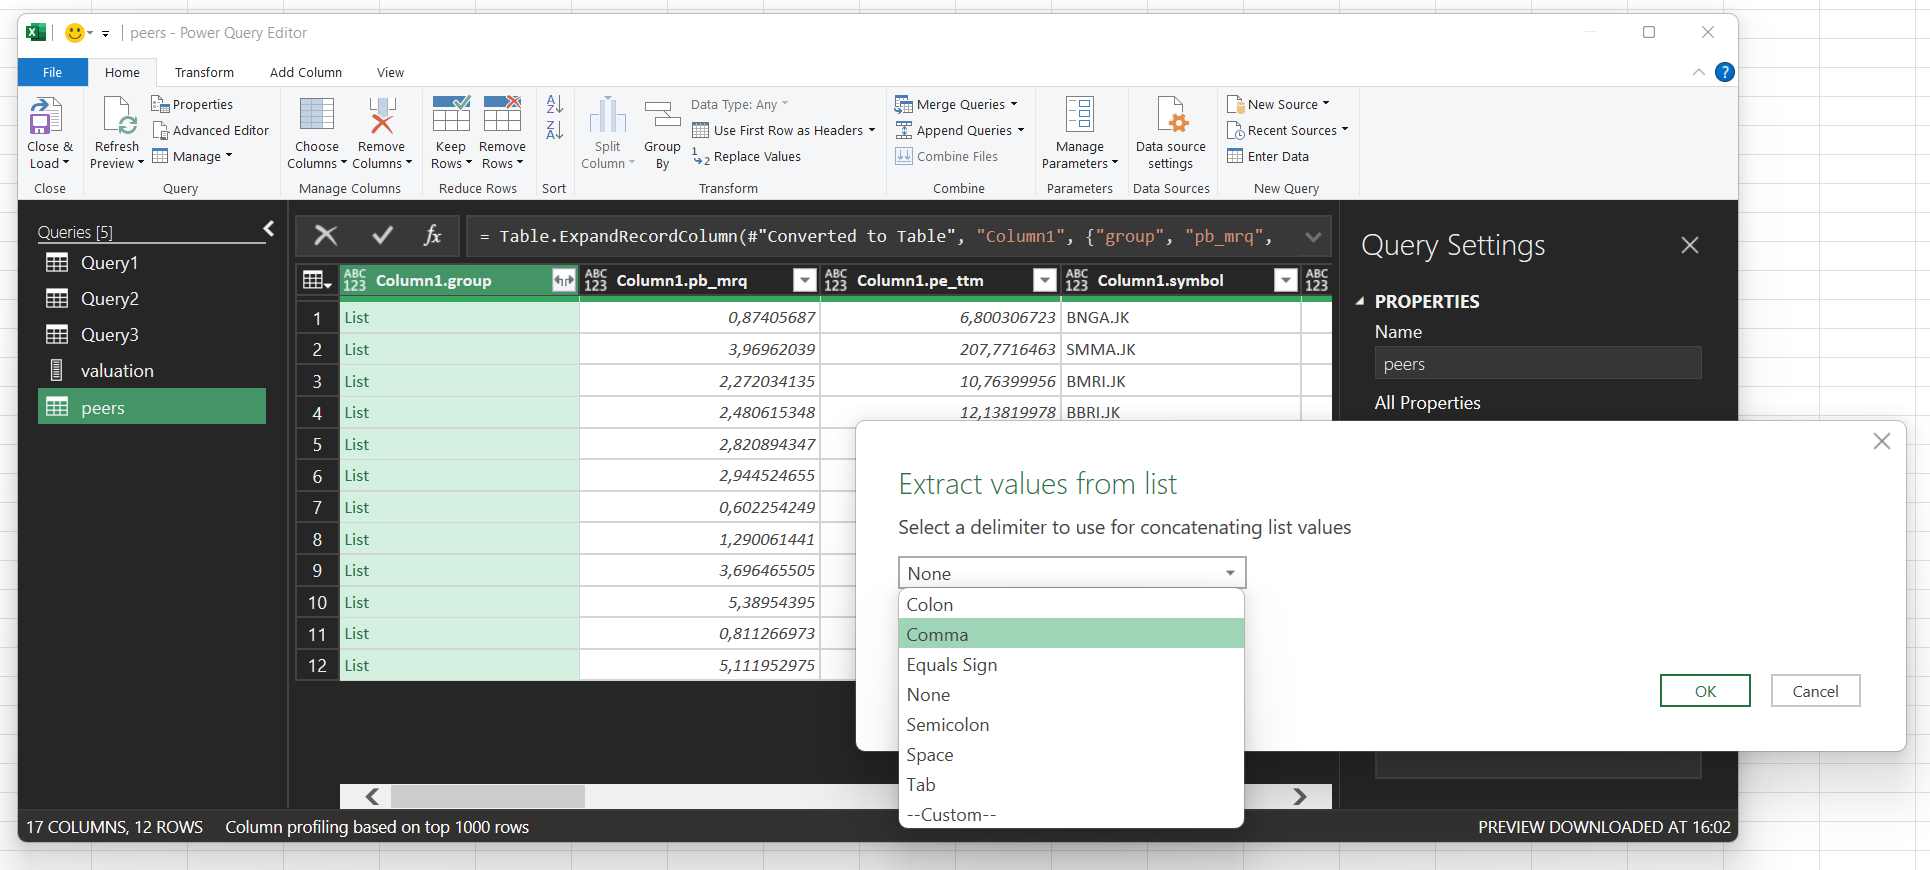 peers - Power Query Editor
File Home Transform Add Column View
Close & Load
Close
Refresh Preview
Properties
Advanced Editor
Manage
Query
Choose Columns
Remove Columns
Manage Columns
Keep Rows
Remove Rows
Reduce Rows
Sort
Split Column
Group By
Data Type: Any
Use First Row as Headers
Replace Values
Transform
Merge Queries
Append Queries
Combine Files
Combine
Manage Parameters
Parameters
Data source settings
Data Sources
New Source
Recent Sources
Enter Data
New Query
Queries [5]
Query1
Query2
Query3
valuation
peers
fx = Table.ExpandRecordColumn(#"Converted to Table", "Column1", {"group", "pb_mrq",
ABC 123 Column1.group ABC 123 Column1.pb_mrq ABC 123 Column1.pe_ttm ABC 123 Column1.symbol ABC 123
1 List 0,87405687 6,800306723 BNGA.JK
2 List 3,96962039 207,7716463 SMMA.JK
3 List 2,272034135 10,76399956 BMRI.JK
4 List 2,480615348 12,13819978 BBRI.JK
5 List 2,820894347
6 List 2,944524655
7 List 0,602254249
8 List 1,290061441
9 List 3,696465505
10 List 5,38954395
11 List 0,811266973
12 List 5,111952975
Query Settings
PROPERTIES
Name
peers
All Properties
Extract values from list
Select a delimiter to use for concatenating list values
None
Colon
Comma
Equals Sign
None
Semicolon
Space
Tab
--Custom--
OK Cancel
17 COLUMNS, 12 ROWS Column profiling based on top 1000 rows PREVIEW DOWNLOADED AT 16:02